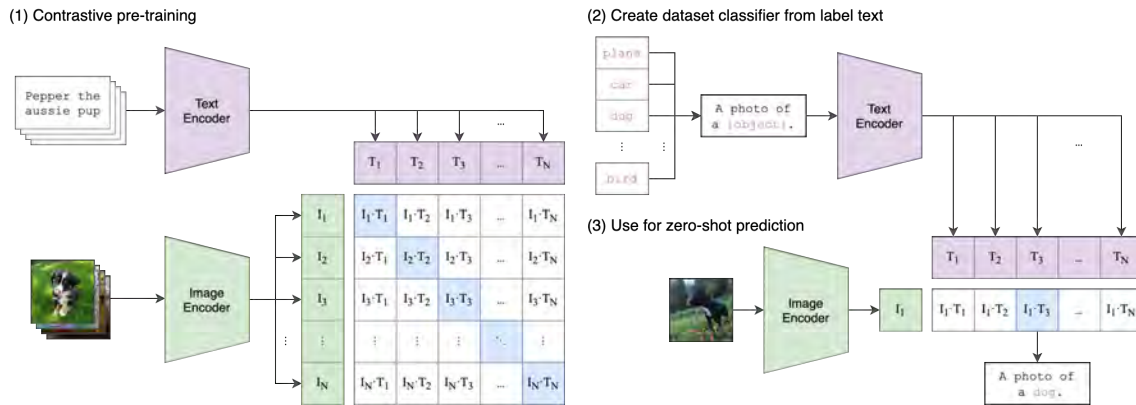 (1) Contrastive pre-training
Pepper the
aussie pup
Text
Encoder
...
T1 T2 T3 ... TN
I1 I1·T1 I1·T2 I1·T3 ... I1·TN
I2 I2·T1 I2·T2 I2·T3 ... I2·TN
I3 I3·T1 I3·T2 I3·T3 ... I3·TN
⋮ ⋮ ⋮ ⋮ ⋮ ⋱ ⋮
IN IN·T1 IN·T2 IN·T3 ... IN·TN
Image
Encoder
(2) Create dataset classifier from label text
plane
car
dog
⋮ ⋮
bird
A photo of
a {object}.
Text
Encoder
...
(3) Use for zero-shot prediction
T1 T2 T3 ... TN
Image
Encoder
I1 I1·T1 I1·T2 I1·T3 ... I1·TN
A photo of
a dog.